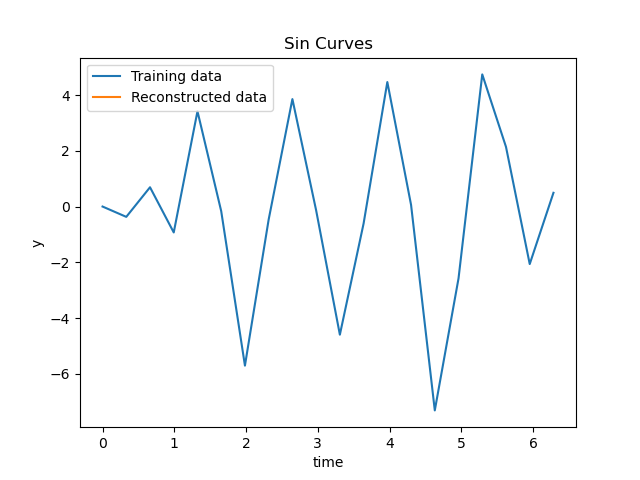 Sin Curves
Training data
Reconstructed data
y
4
2
0
−2
−4
−6
0 1 2 3 4 5 6
time